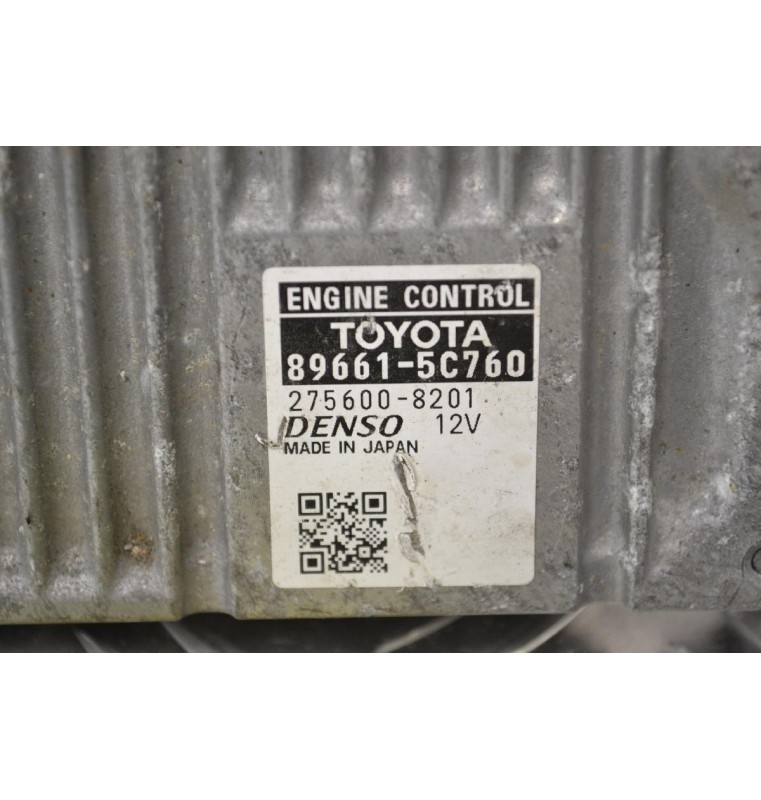 ENGINE CONTROL
TOYOTA
89661-5C760
275600-8201
DENSO 12V
MADE IN JAPAN